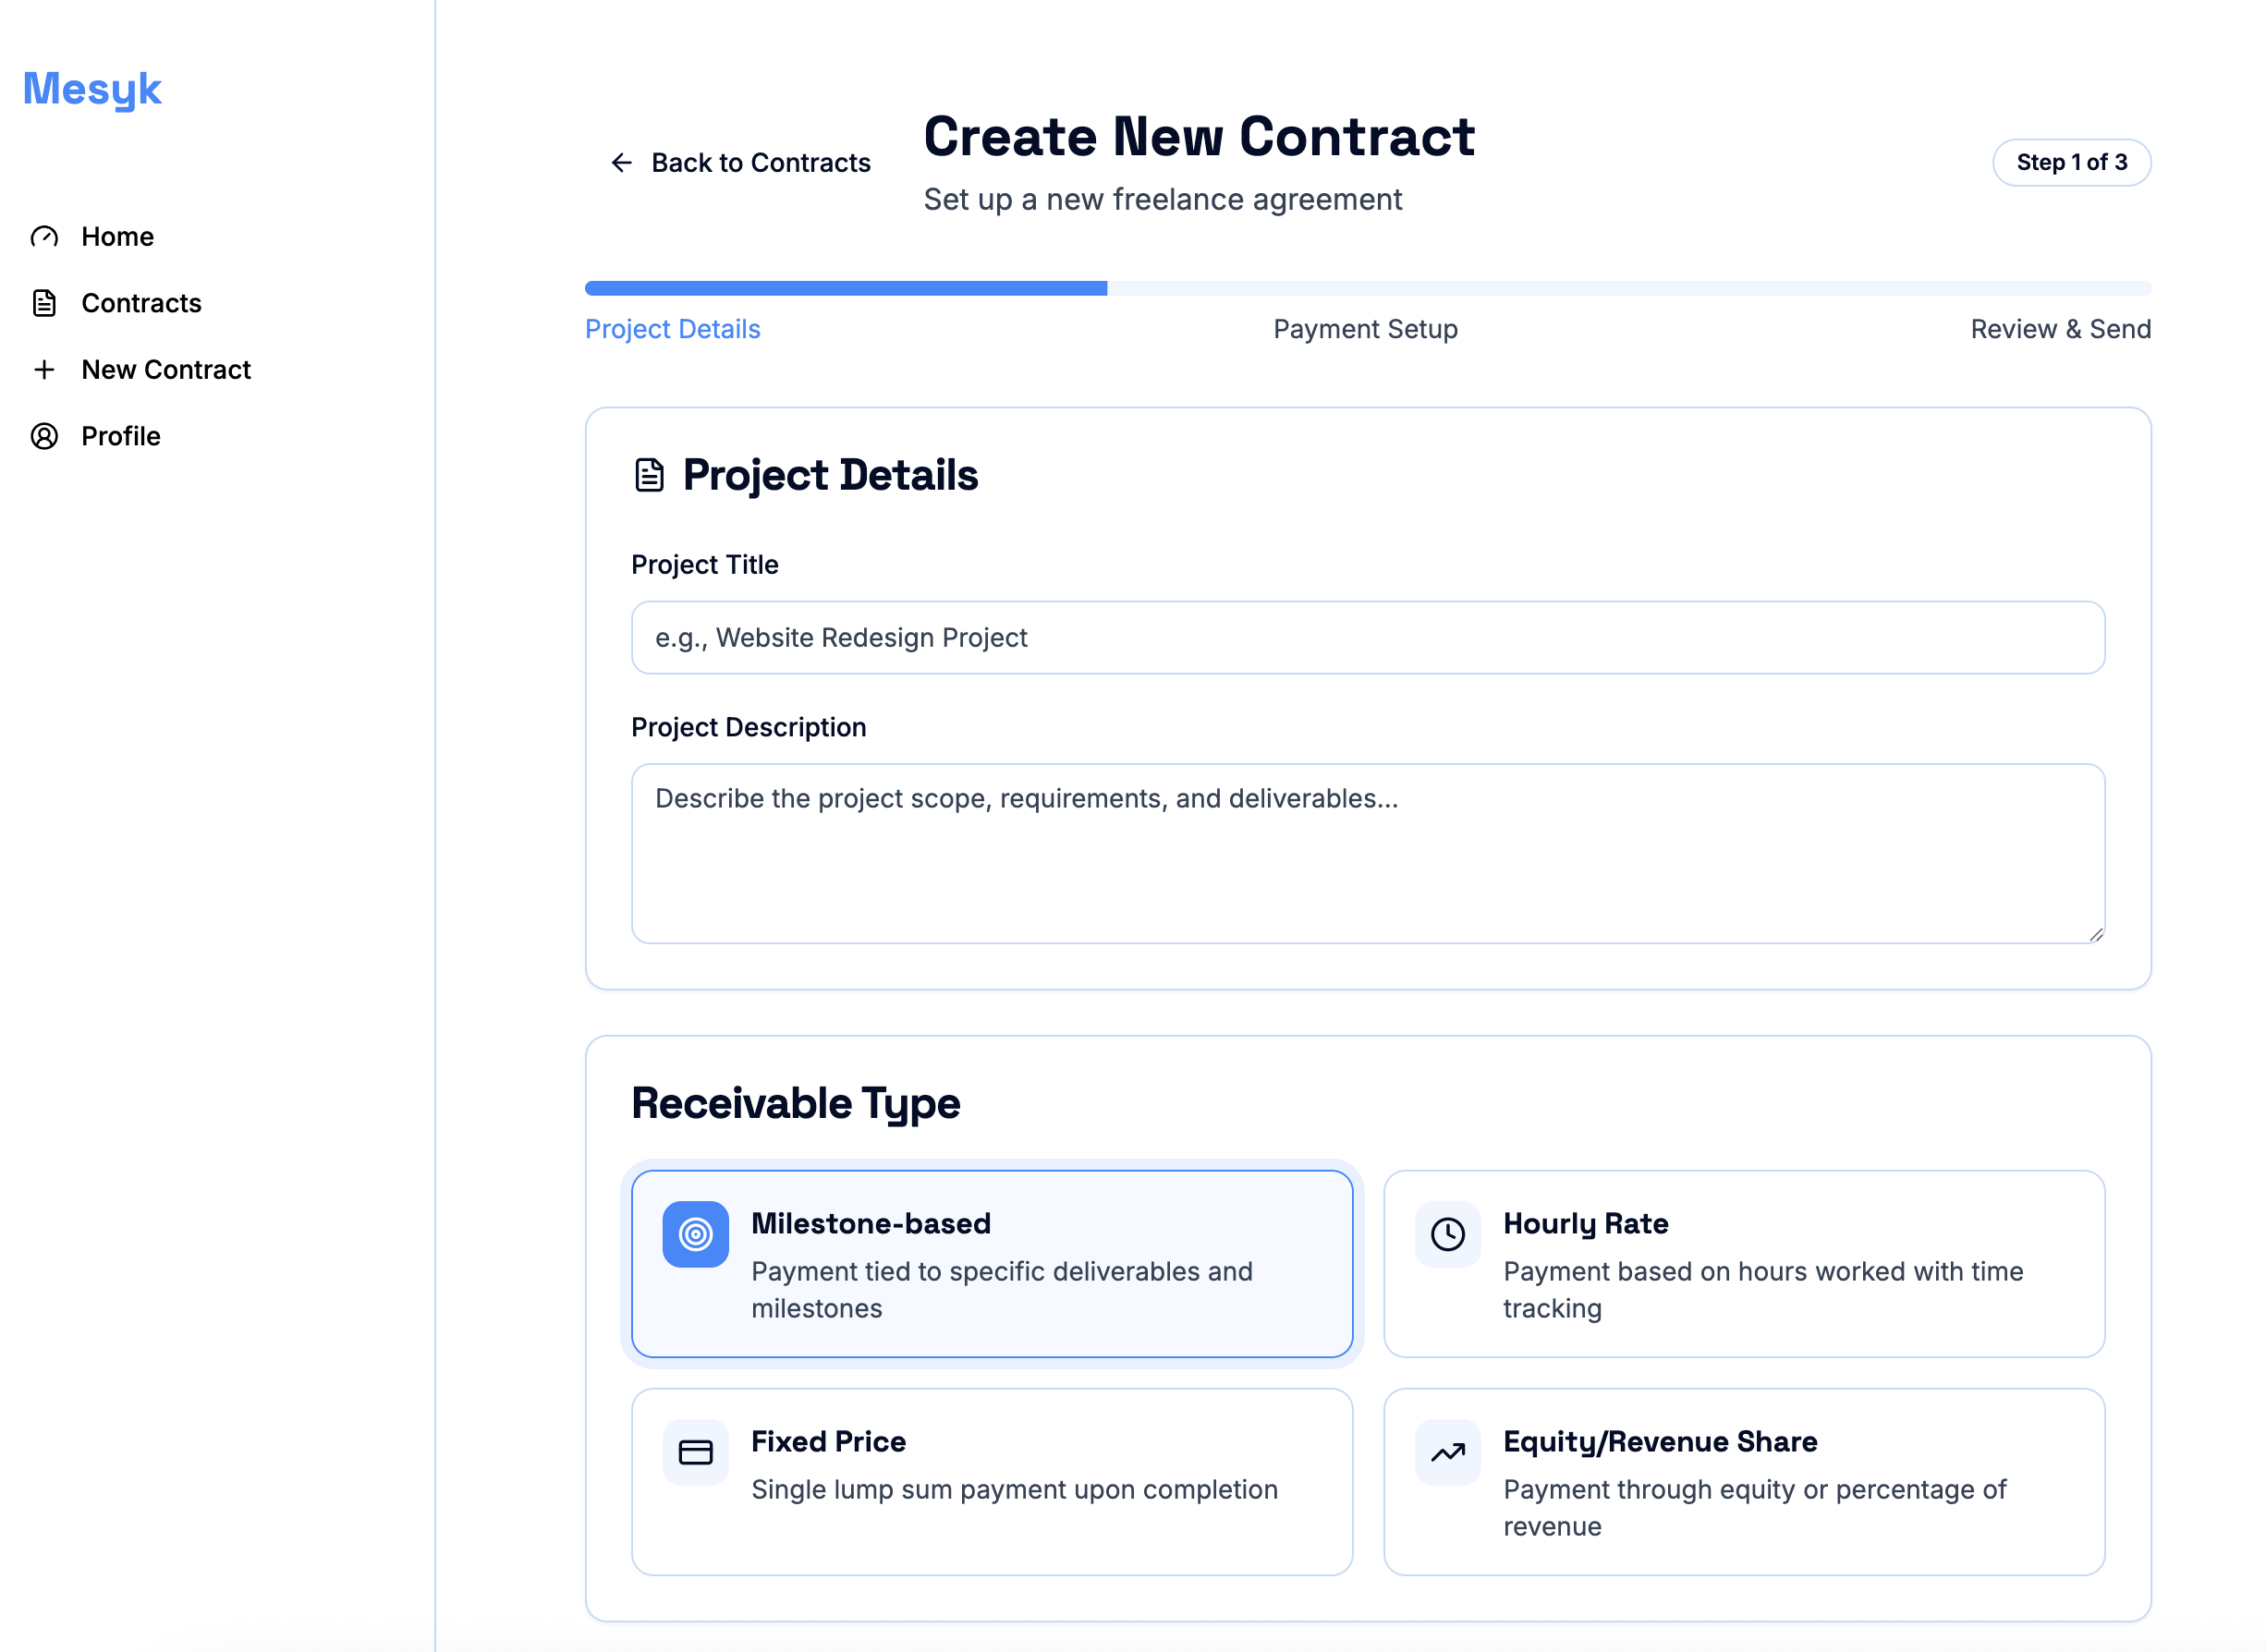 Mesyk
Home
Contracts
New Contract
Profile
Back to Contracts
Create New Contract
Set up a new freelance agreement
Step 1 of 3
Project Details
Payment Setup
Review & Send
Project Details
Project Title
e.g., Website Redesign Project
Project Description
Describe the project scope, requirements, and deliverables...
Receivable Type
Milestone-based
Payment tied to specific deliverables and
milestones
Hourly Rate
Payment based on hours worked with time
tracking
Fixed Price
Single lump sum payment upon completion
Equity/Revenue Share
Payment through equity or percentage of
revenue